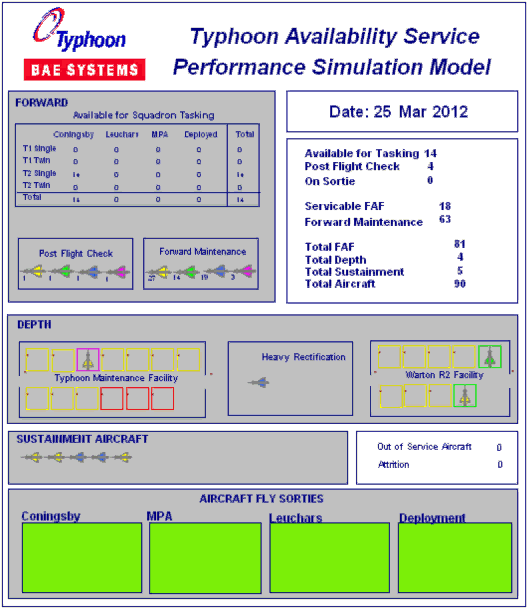 Typhoon
BAE SYSTEMS
Typhoon Availability Service
Performance Simulation Model
FORWARD
Available for Squadron Tasking
Coningsby Leuchars MPA Deployed Total
T1 Single 0 0 0 0 0
T1 Twin 0 0 0 0 0
T2 Single 14 0 0 0 14
T2 Twin 0 0 0 0 0
Total 14 0 0 0 14
Post Flight Check
1 1 1 1
Forward Maintenance
27 14 19 3
Date: 25 Mar 2012
Available for Tasking 14
Post Flight Check 4
On Sortie 0
Servicable FAF 18
Forward Maintenance 63
Total FAF 81
Total Depth 4
Total Sustainment 5
Total Aircraft 90
DEPTH
Typhoon Maintenance Facility
Heavy Rectification
Warton R2 Facility
SUSTAINMENT AIRCRAFT
Out of Service Aircraft 0
Attrition 0
AIRCRAFT FLY SORTIES
Coningsby MPA Leuchars Deployment